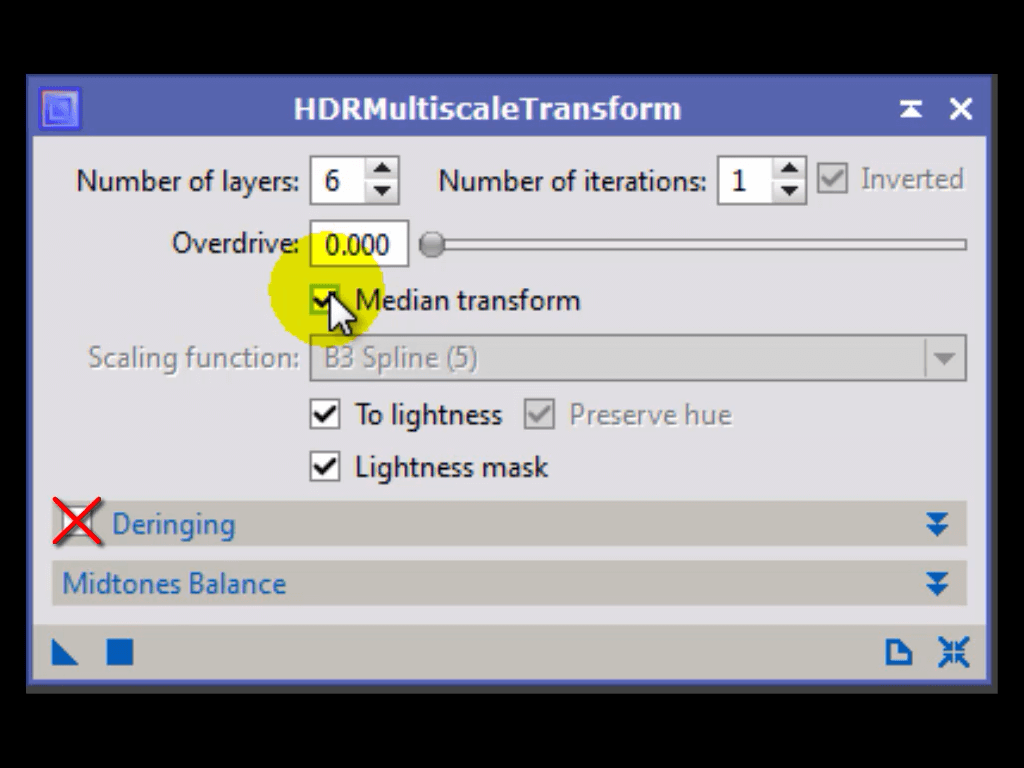 HDRMultiscaleTransform
Number of layers: 6 Number of iterations: 1 Inverted
Overdrive: 0.000
Median transform
Scaling function: B3 Spline (5)
To lightness Preserve hue
Lightness mask
Deringing
Midtones Balance